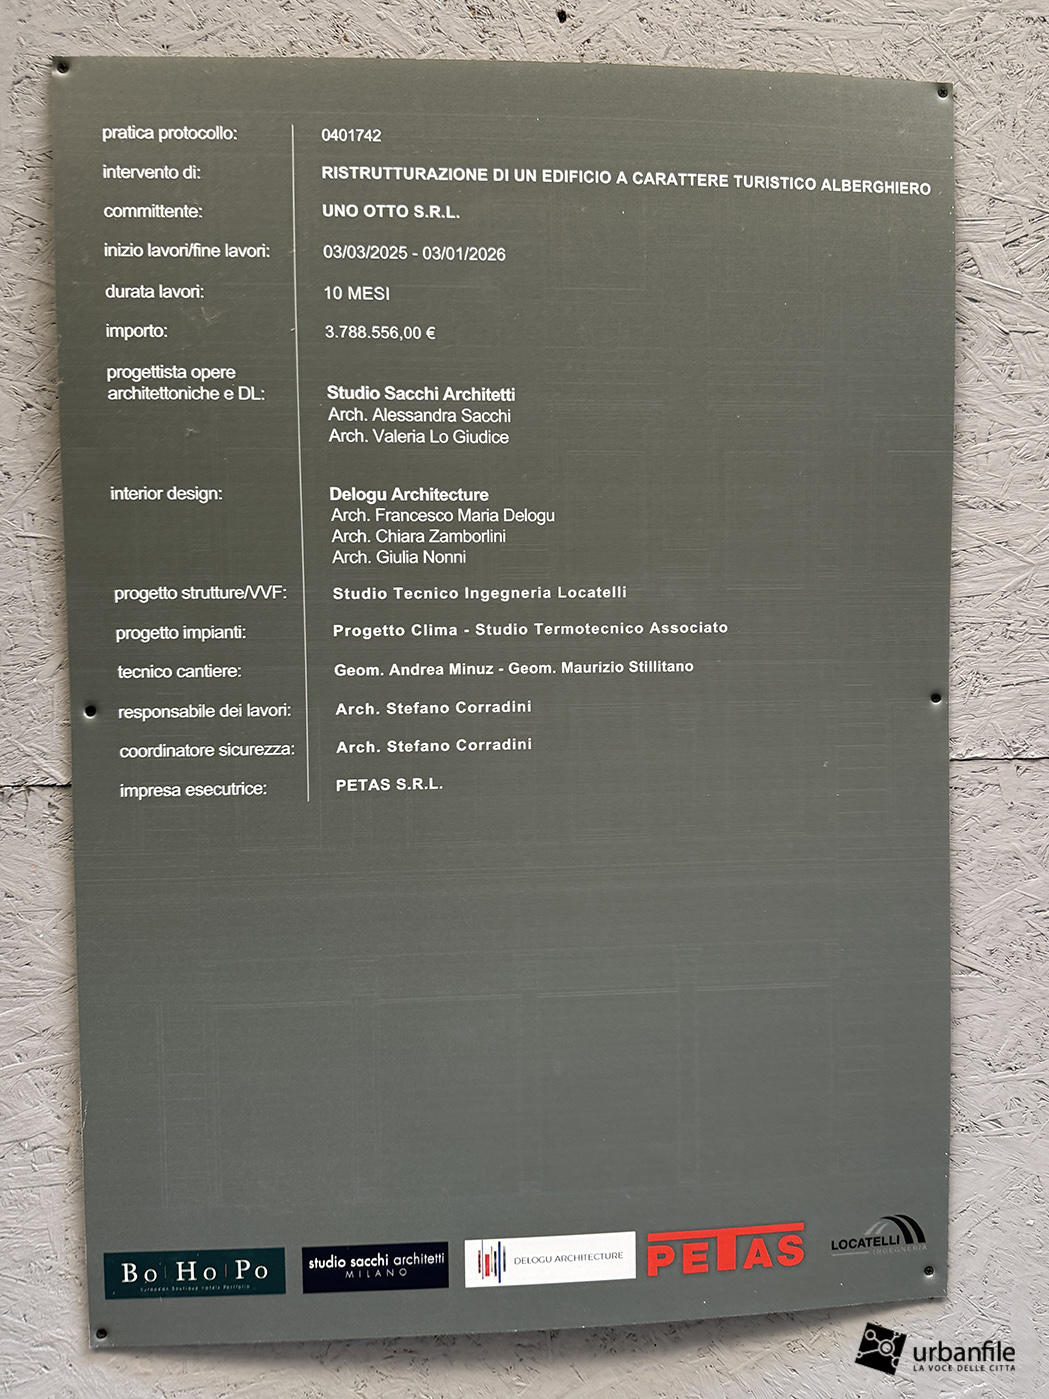 pratica protocollo: 0401742
intervento di: RISTRUTTURAZIONE DI UN EDIFICIO A CARATTERE TURISTICO ALBERGHIERO
committente: UNO OTTO S.R.L.
inizio lavori/fine lavori: 03/03/2025 - 03/01/2026
durata lavori: 10 MESI
importo: 3.788.556,00 €
progettista opere
architettoniche e DL: Studio Sacchi Architetti
Arch. Alessandra Sacchi
Arch. Valeria Lo Giudice
interior design: Delogu Architecture
Arch. Francesco Maria Delogu
Arch. Chiara Zamborlini
Arch. Giulia Nonni
progetto strutture/VVF: Studio Tecnico Ingegneria Locatelli
progetto impianti: Progetto Clima - Studio Termotecnico Associato
tecnico cantiere: Geom. Andrea Minuz - Geom. Maurizio Stillitano
responsabile dei lavori: Arch. Stefano Corradini
coordinatore sicurezza: Arch. Stefano Corradini
impresa esecutrice: PETAS S.R.L.
Bo|Ho|Po
European Boutique Hotels Portfolio
studio sacchi architetti
MILANO
DELOGU ARCHITECTURE
PETAS
LOCATELLI
INGEGNERIA
urbanfile
LA VOCE DELLE CITTÀ